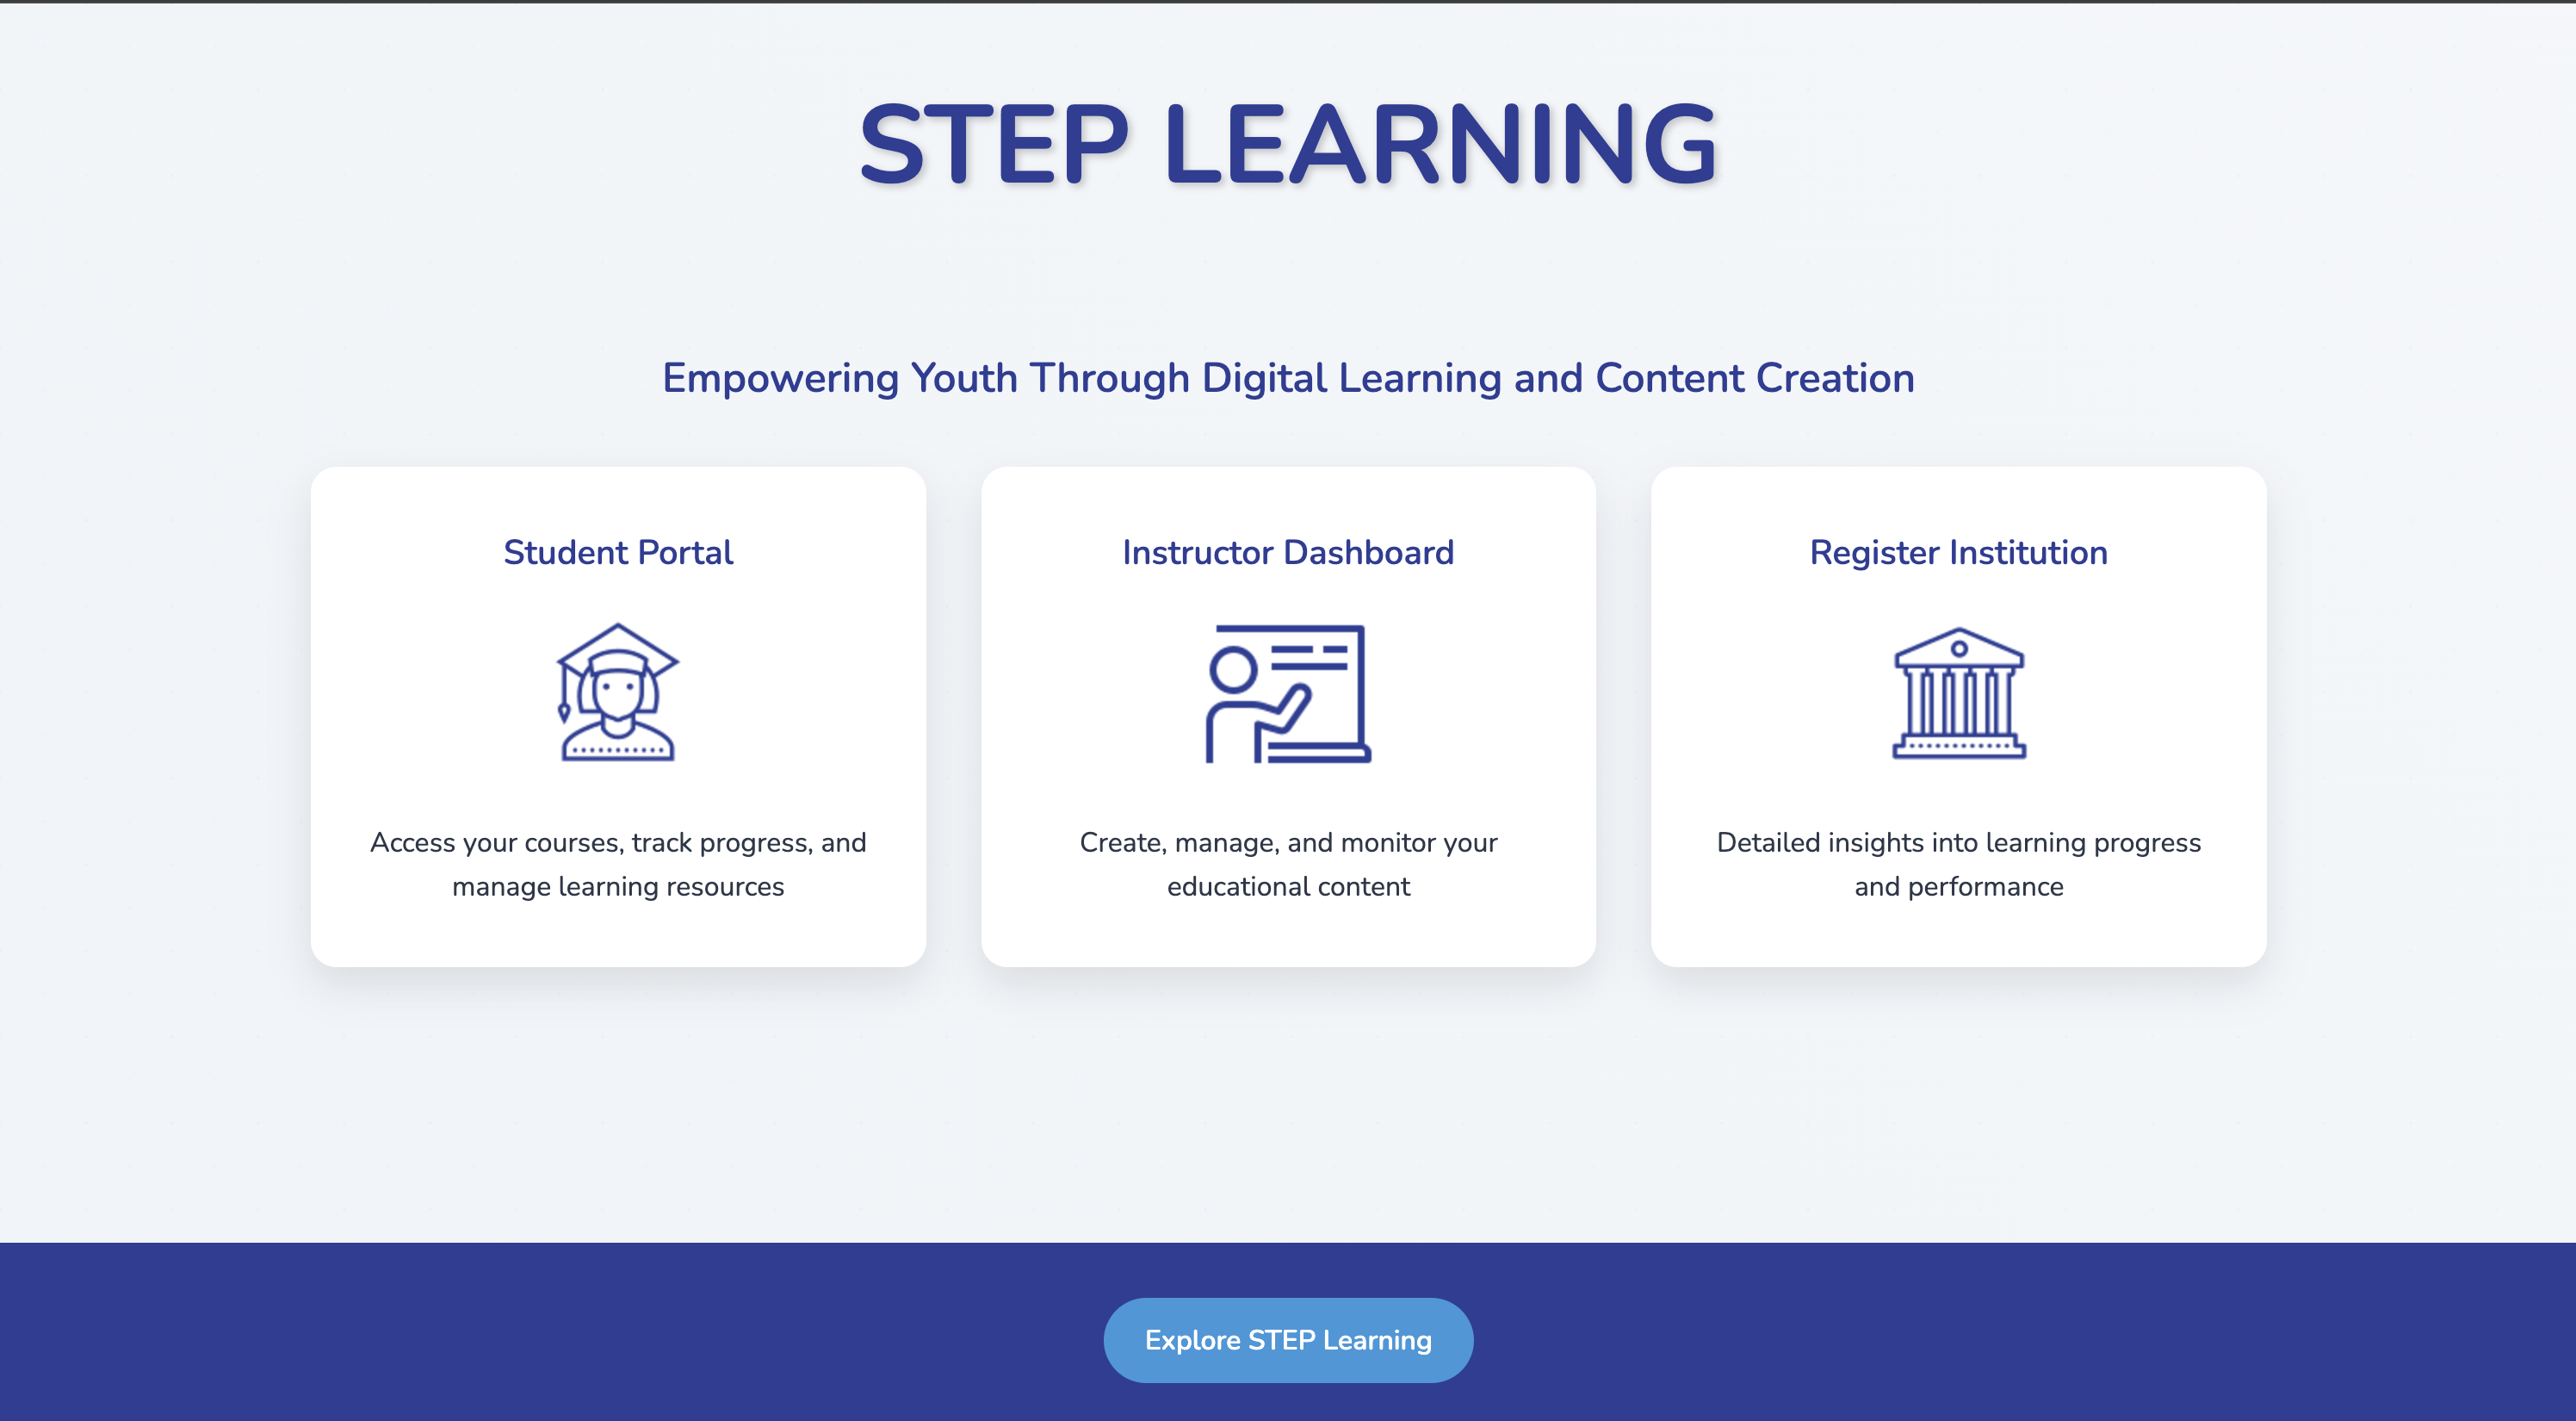 STEP LEARNING
Empowering Youth Through Digital Learning and Content Creation
Student Portal
Access your courses, track progress, and
manage learning resources
Instructor Dashboard
Create, manage, and monitor your
educational content
Register Institution
Detailed insights into learning progress
and performance
Explore STEP Learning